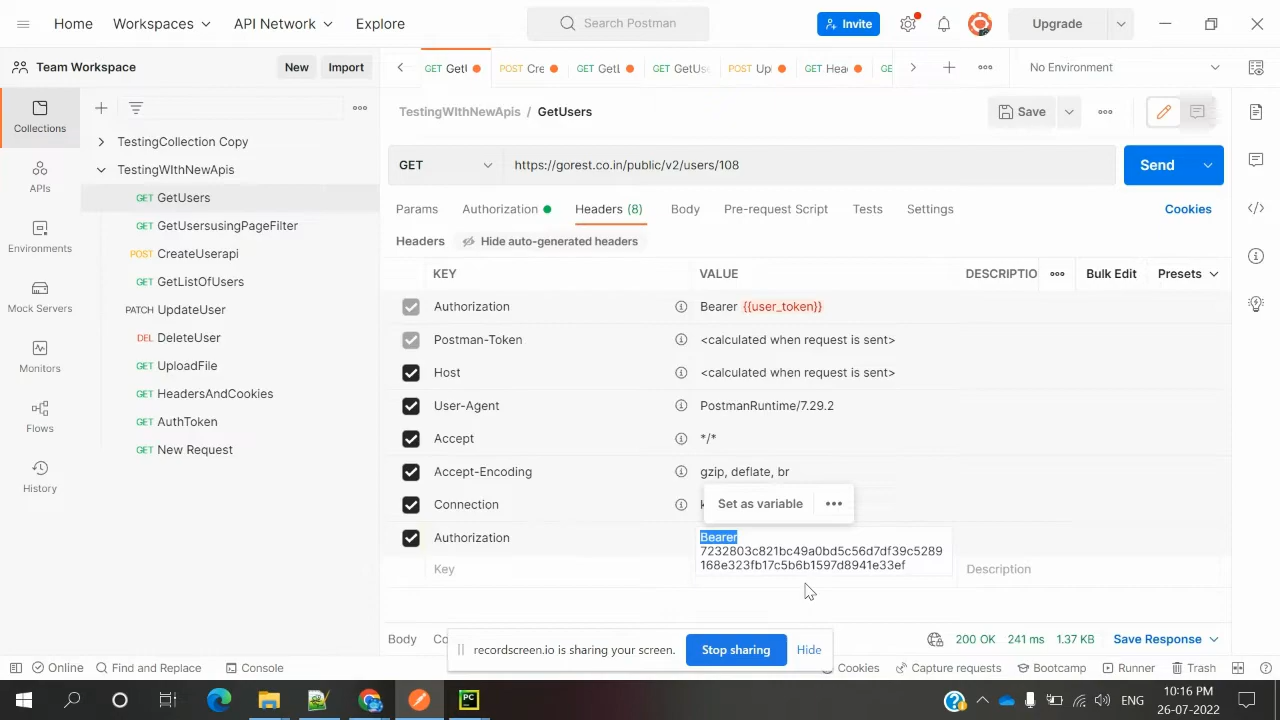 Home
Workspaces
API Network
Explore
Search Postman
Invite
Upgrade
Team Workspace
New
Import
GET GetU
POST Cre
GET GetL
GET GetUs
POST Up
GET Hea
GE
No Environment
Collections
APIs
Environments
Mock Servers
Monitors
Flows
History
TestingCollection Copy
TestingWIthNewApis
GET GetUsers
GET GetUsersusingPageFilter
POST CreateUserapi
GET GetListOfUsers
PATCH UpdateUser
DEL DeleteUser
GET UploadFile
GET HeadersAndCookies
GET AuthToken
GET New Request
TestingWIthNewApis / GetUsers
Save
GET
https://gorest.co.in/public/v2/users/108
Send
Params
Authorization
Headers (8)
Body
Pre-request Script
Tests
Settings
Cookies
Headers
Hide auto-generated headers
KEY
VALUE
DESCRIPTIO
Bulk Edit
Presets
Authorization
Bearer {{user_token}}
Postman-Token
<calculated when request is sent>
Host
<calculated when request is sent>
User-Agent
PostmanRuntime/7.29.2
Accept
*/*
Accept-Encoding
gzip, deflate, br
Connection
Set as variable
Authorization
Bearer
7232803c821bc49a0bd5c56d7df39c5289
168e323fb17c5b6b1597d8941e33ef
Key
Description
Body
Co
200 OK
241 ms
1.37 KB
Save Response
recordscreen.io is sharing your screen.
Stop sharing
Hide
Online
Find and Replace
Console
Cookies
Capture requests
Bootcamp
Runner
Trash
PC
ENG
10:16 PM
26-07-2022